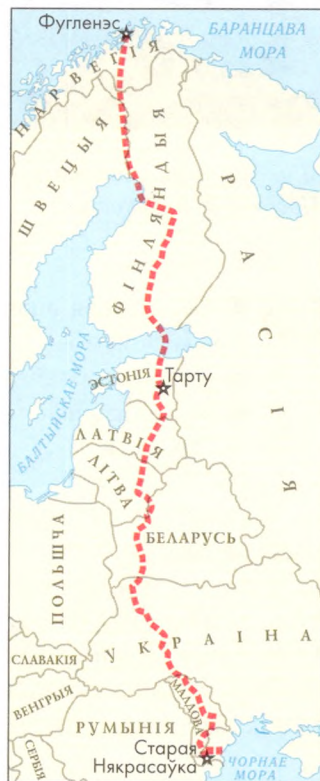 Фугленэс
БАРАНЦАВА
МОРА
НАРВЕГІЯ
ШВЕЦЫЯ
ФІНЛЯНДЫЯ
РАСІЯ
БАЛТЫЙСКАЕ МОРА
ЭСТОНІЯ
Тарту
ЛАТВІЯ
ЛІТВА
БЕЛАРУСЬ
ПОЛЬШЧА
УКРАІНА
СЛАВАКІЯ
ВЕНГРЫЯ
МАЛДОВА
РУМЫНІЯ
СЕРБІЯ
Старая
Някрасаўка
ЧОРНАЕ
МОРА